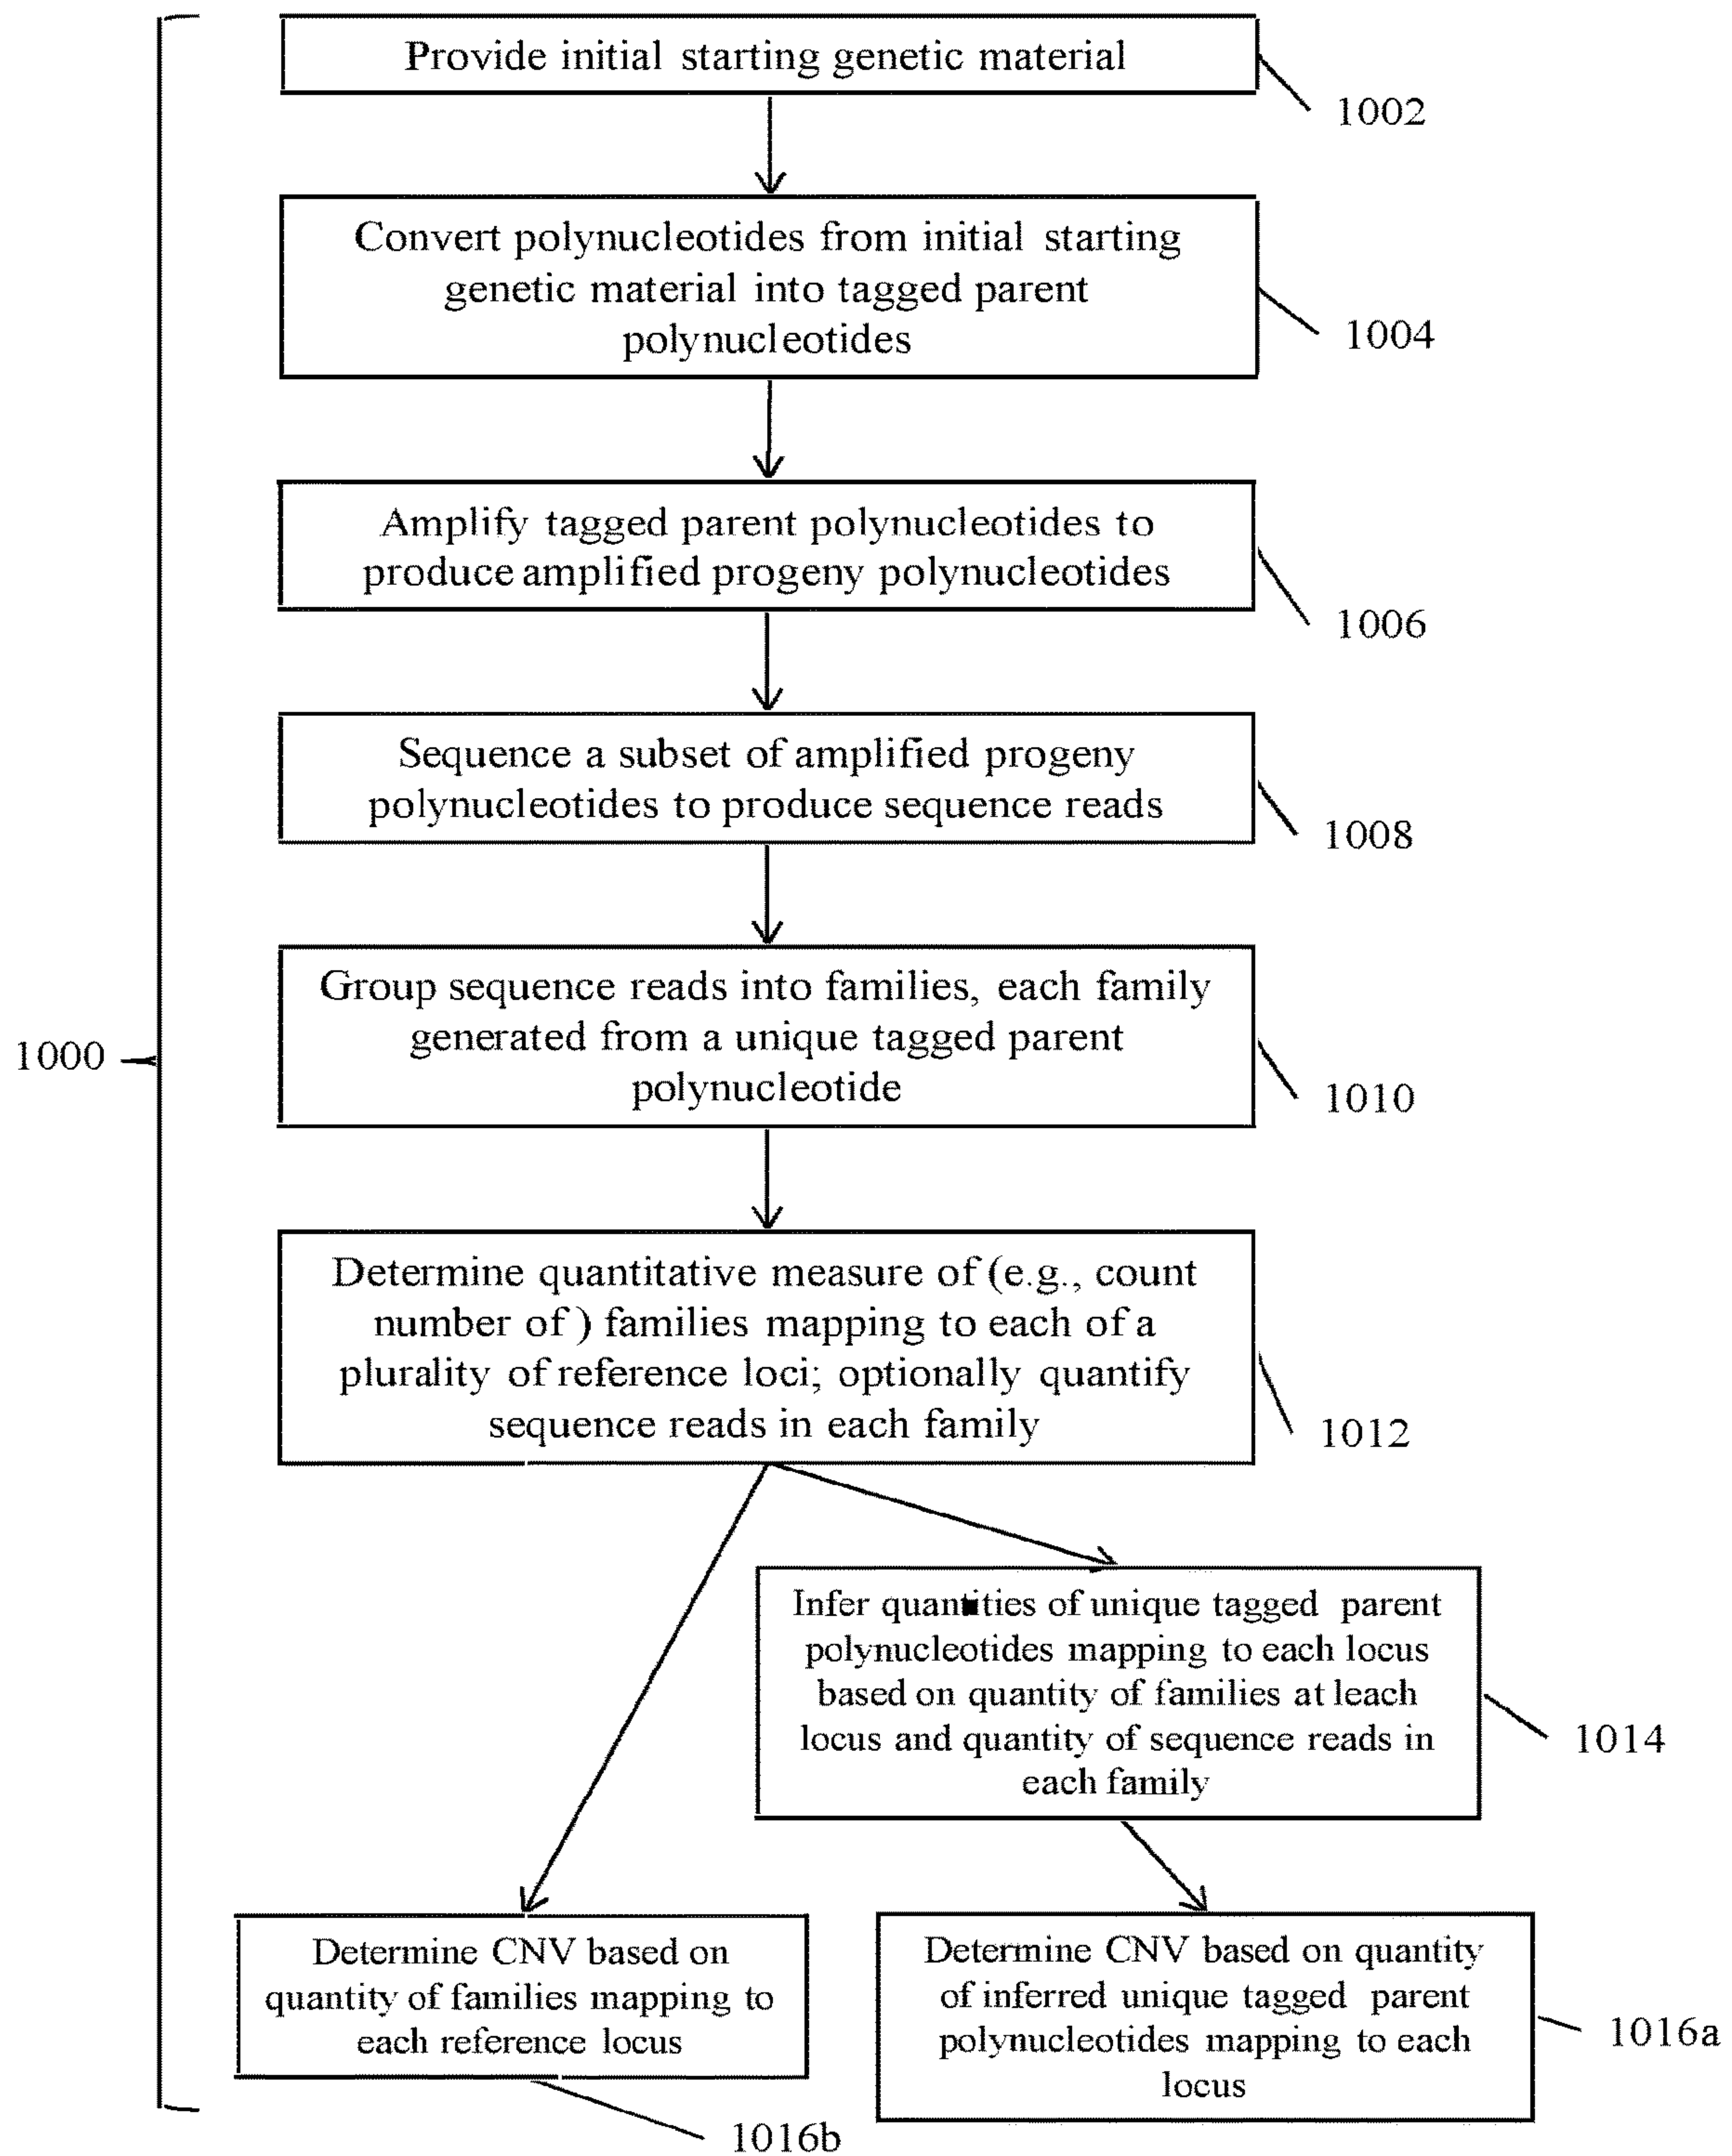 Provide initial starting genetic material
1002
Convert polynucleotides from initial starting
genetic material into tagged parent
polynucleotides
1004
Amplify tagged parent polynucleotides to
produce amplified progeny polynucleotides
1006
Sequence a subset of amplified progeny
polynucleotides to produce sequence reads
1008
Group sequence reads into families, each family
generated from a unique tagged parent
polynucleotide
1000
1010
Determine quantitative measure of (e.g., count
number of ) families mapping to each of a
plurality of reference loci; optionally quantify
sequence reads in each family
1012
Infer quantities of unique tagged parent
polynucleotides mapping to each locus
based on quantity of families at leach
locus and quantity of sequence reads in
each family
1014
Determine CNV based on
quantity of families mapping to
each reference locus
1016b
Determine CNV based on quantity
of inferred unique tagged parent
polynucleotides mapping to each
locus
1016a